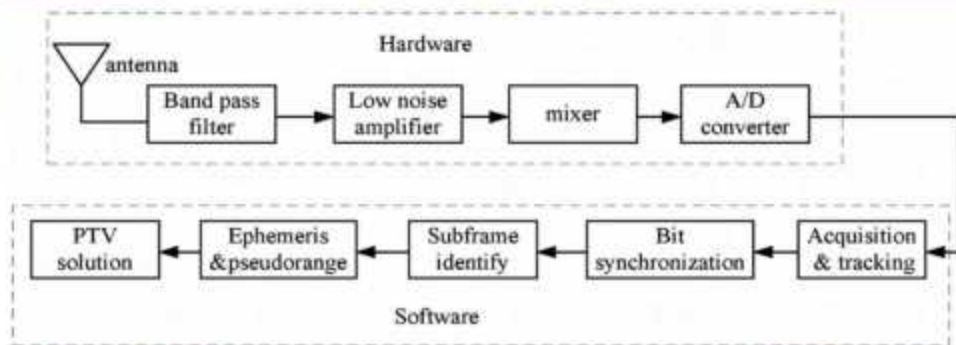 Hardware
antenna
Band pass
filter
Low noise
amplifier
mixer
A/D
converter
PTV
solution
Ephemeris
&pseudorange
Subframe
identify
Bit
synchronization
Acquisition
& tracking
Software